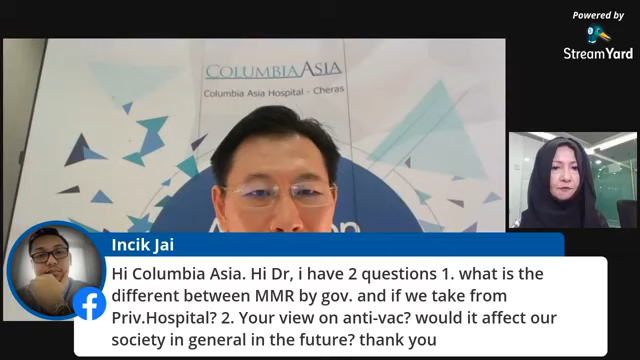 Powered by
StreamYard
COLUMBIAASIA
Columbia Asia Hospital - Cheras
Incik Jai
Hi Columbia Asia. Hi Dr, i have 2 questions 1. what is the
different between MMR by gov. and if we take from
Priv.Hospital? 2. Your view on anti-vac? would it affect our
society in general in the future? thank you